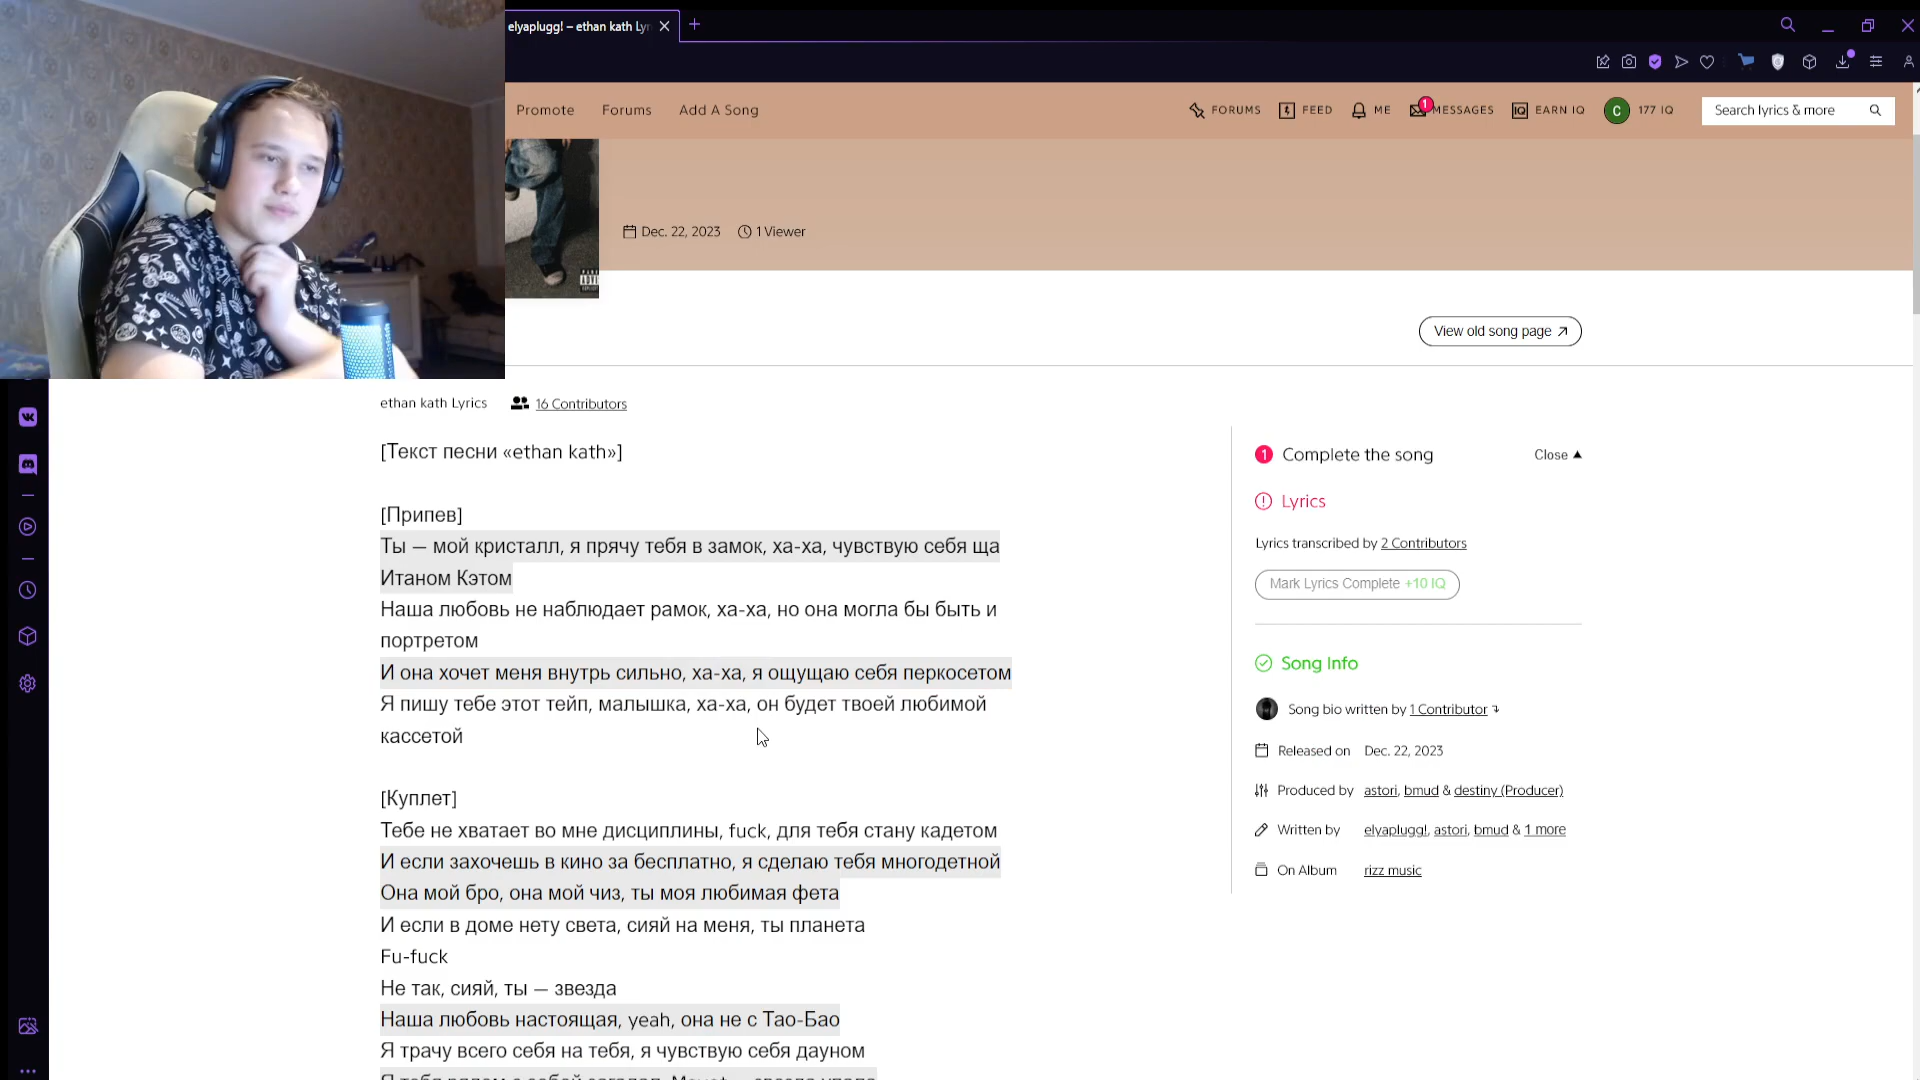 elyaplugg! – ethan kath Lyr
Promote
Forums
Add A Song
FORUMS
FEED
ME
1
MESSAGES
IQ
EARN IQ
C
177 IQ
Search lyrics & more
Dec. 22, 2023
1 Viewer
View old song page
ethan kath Lyrics
16 Contributors
[Текст песни «ethan kath»]
[Припев]
Ты — мой кристалл, я прячу тебя в замок, ха-ха, чувствую себя ща
Итаном Кэтом
Наша любовь не наблюдает рамок, ха-ха, но она могла бы быть и
портретом
И она хочет меня внутрь сильно, ха-ха, я ощущаю себя перкосетом
Я пишу тебе этот тейп, малышка, ха-ха, он будет твоей любимой
кассетой
[Куплет]
Тебе не хватает во мне дисциплины, fuck, для тебя стану кадетом
И если захочешь в кино за бесплатно, я сделаю тебя многодетной
Она мой бро, она мой чиз, ты моя любимая фета
И если в доме нету света, сияй на меня, ты планета
Fu-fuck
Не так, сияй, ты — звезда
Наша любовь настоящая, yeah, она не с Тао-Бао
Я трачу всего себя на тебя, я чувствую себя дауном
1 Complete the song
Close
Lyrics
Lyrics transcribed by 2 Contributors
Mark Lyrics Complete +10 IQ
Song Info
Song bio written by 1 Contributor
Released on Dec. 22, 2023
Produced by astori, bmud & destiny (Producer)
Written by elyaplugg!, astori, bmud & 1 more
On Album rizz music